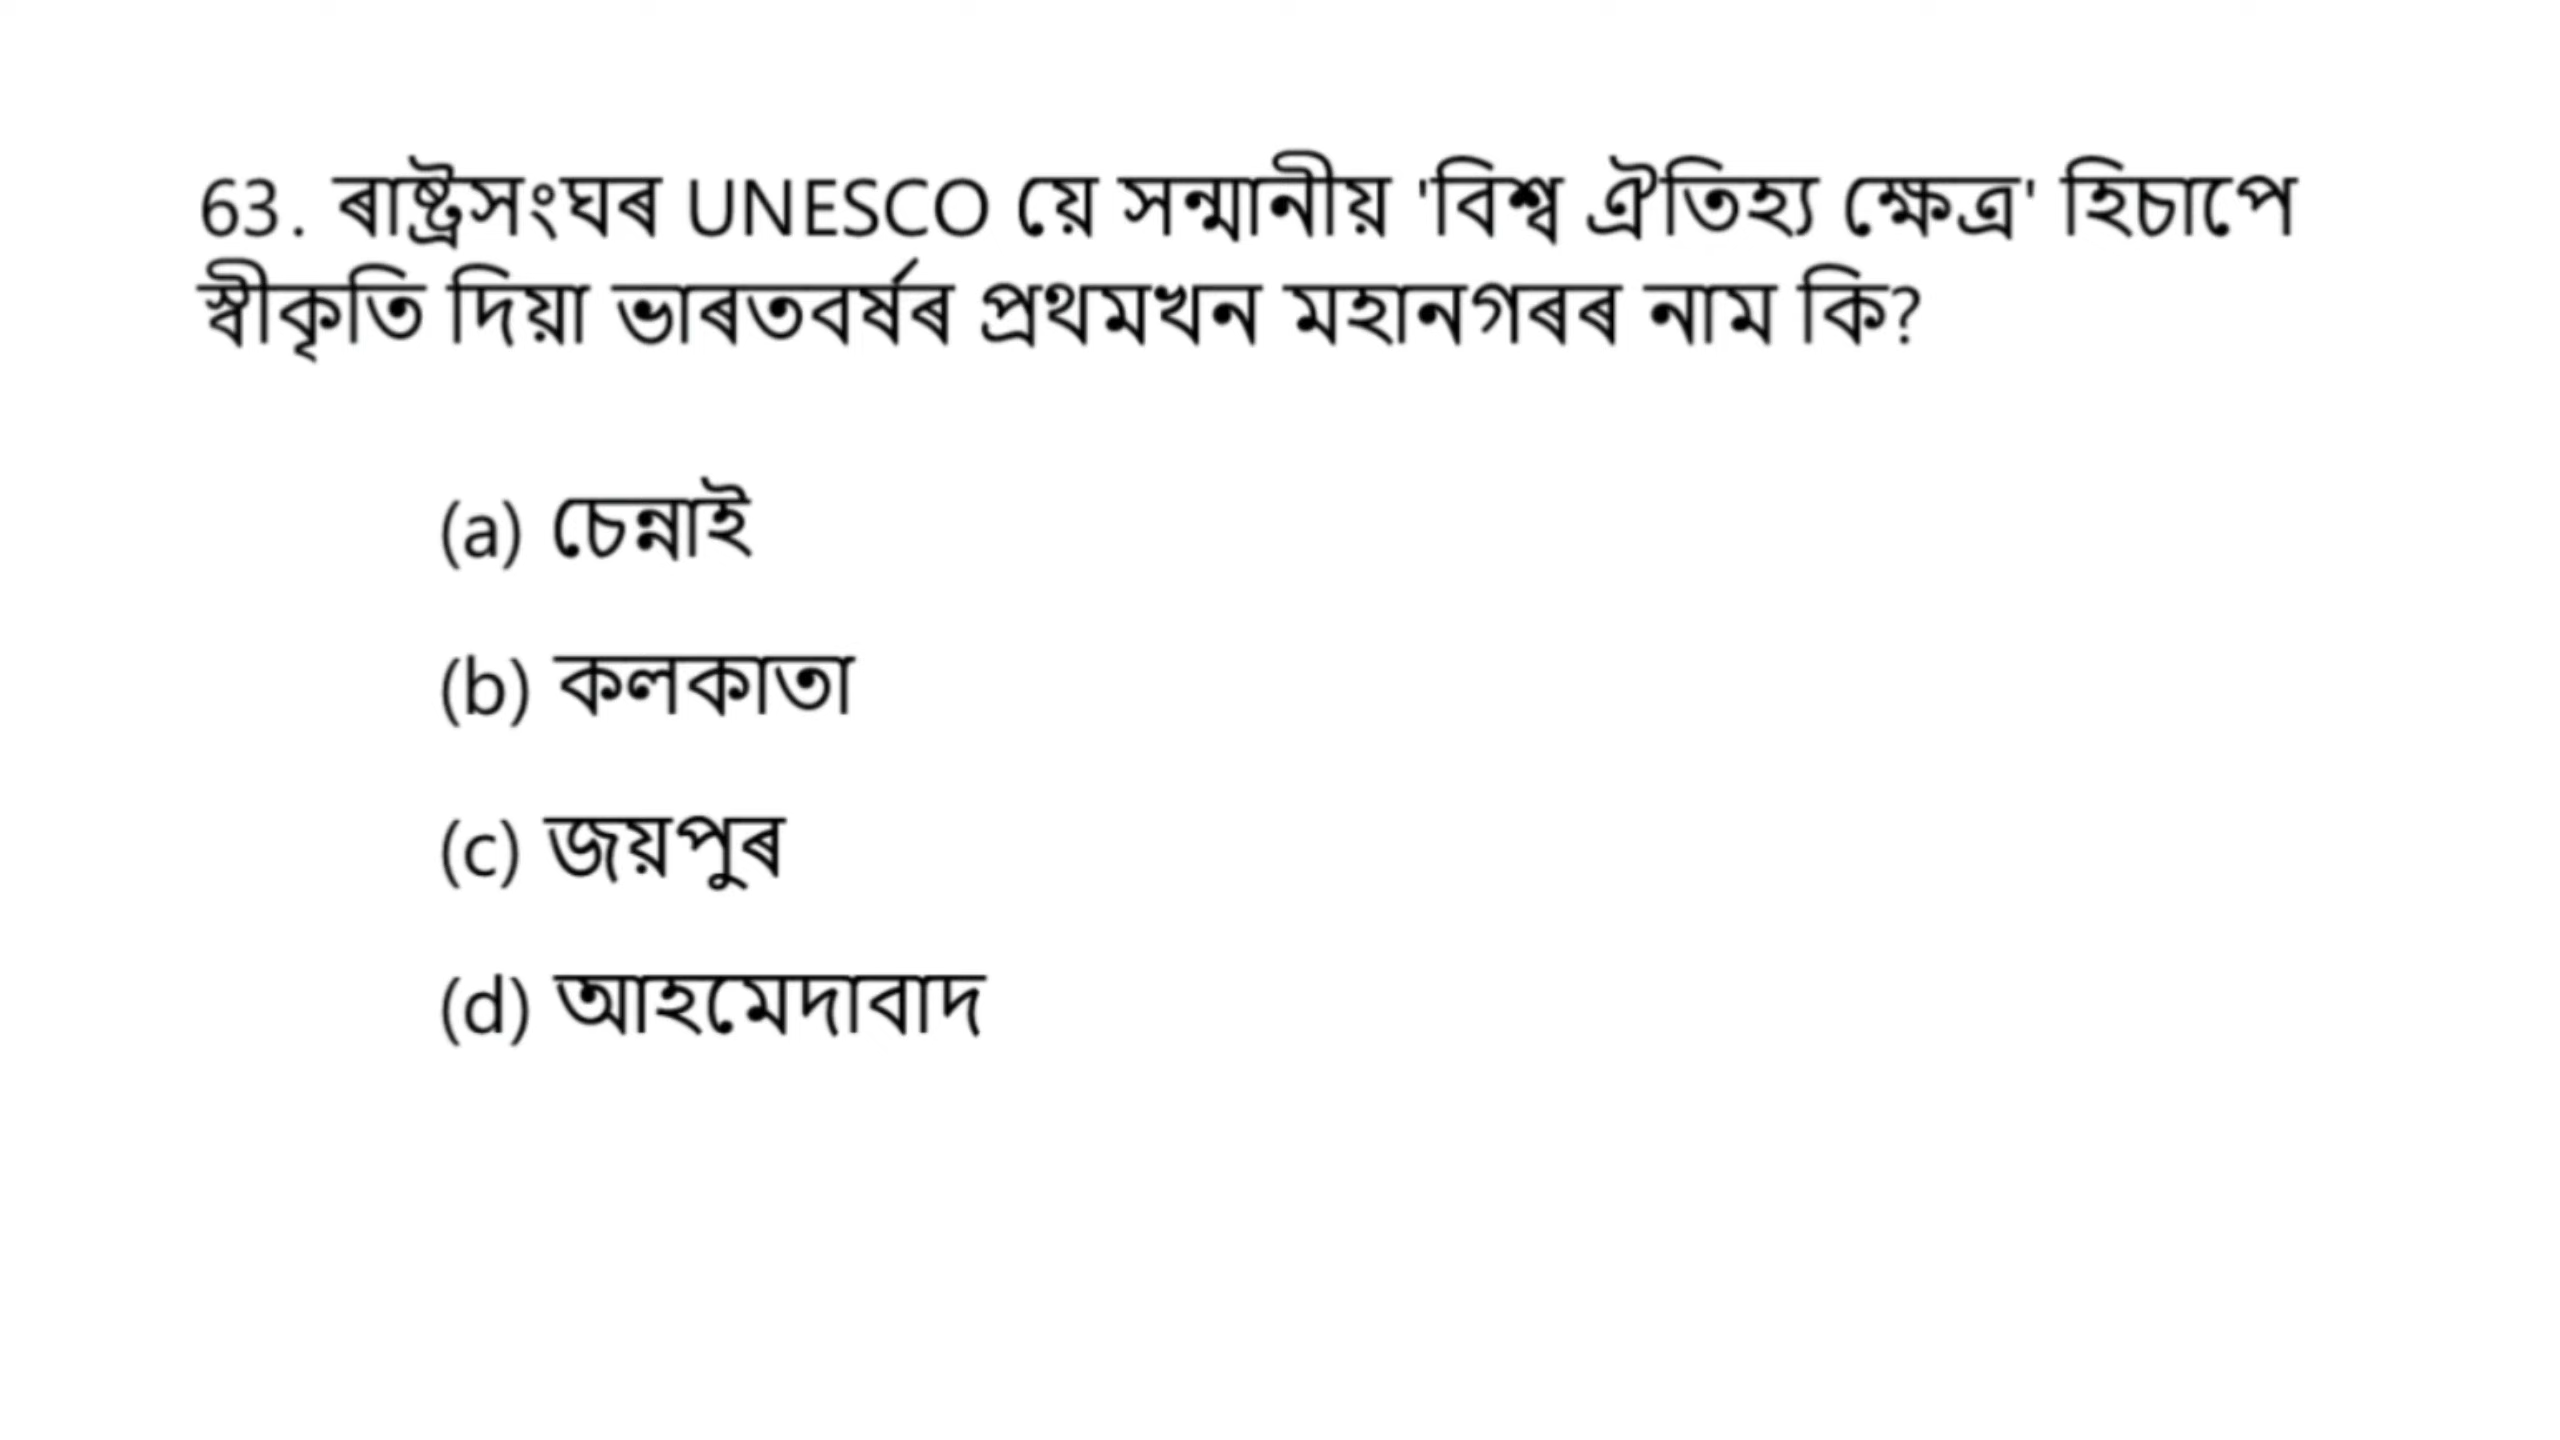 63. ৰাষ্ট্ৰসংঘৰ UNESCO য়ে সন্মানীয় 'বিশ্ব ঐতিহ্য ক্ষেত্ৰ' হিচাপে
স্বীকৃতি দিয়া ভাৰতবৰ্ষৰ প্ৰথমখন মহানগৰৰ নাম কি?
(a) চেন্নাই
(b) কলকাতা
(c) জয়পুৰ
(d) আহমেদাবাদ